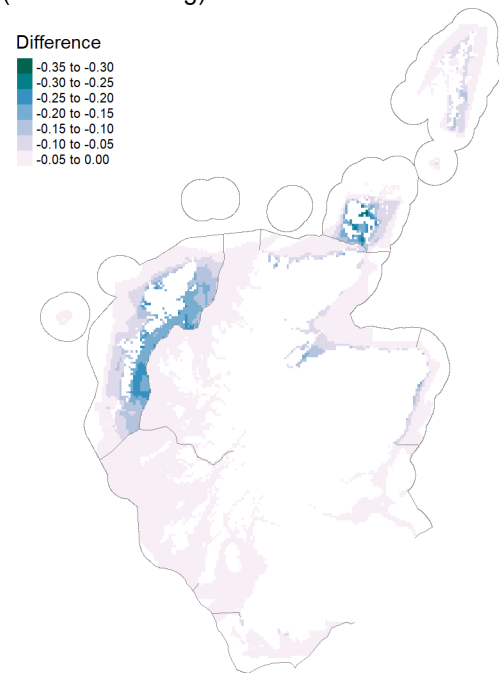 Difference
-0.35 to -0.30
-0.30 to -0.25
-0.25 to -0.20
-0.20 to -0.15
-0.15 to -0.10
-0.10 to -0.05
-0.05 to 0.00